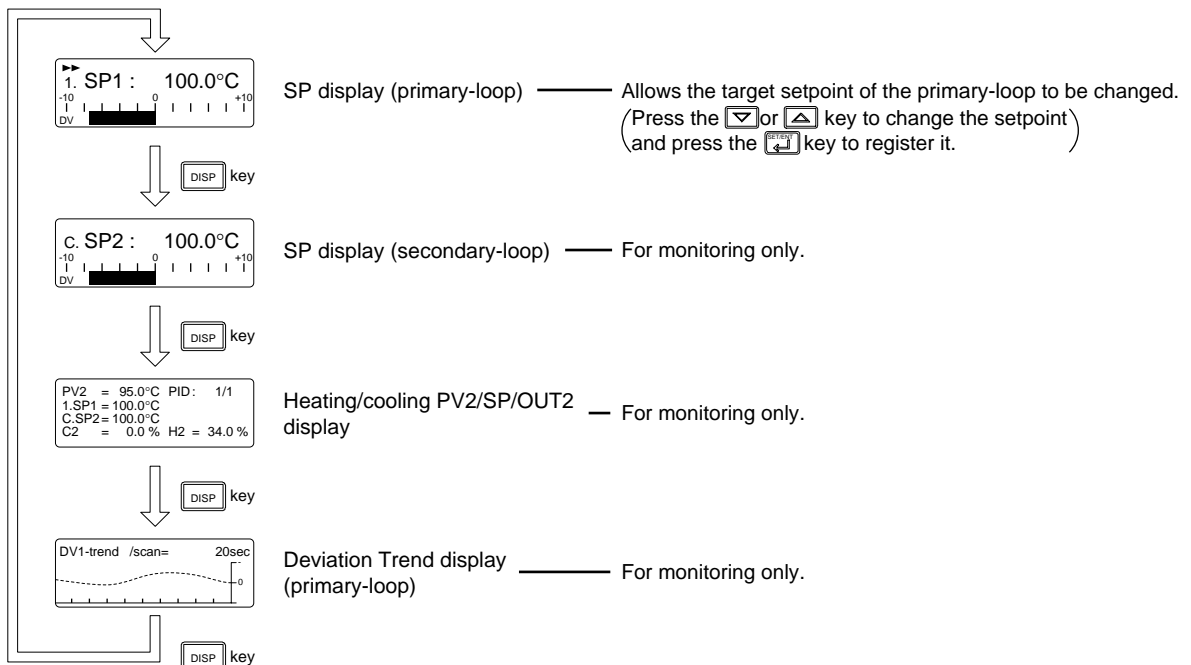 1. SP1 : 100.0°C
-10 0 +10
DV
SP display (primary-loop)
Allows the target setpoint of the primary-loop to be changed.
(Press the ▽ or △ key to change the setpoint
and press the SET/ENT key to register it.)
DISP key
C. SP2 : 100.0°C
-10 0 +10
DV
SP display (secondary-loop)
For monitoring only.
DISP key
PV2 = 95.0°C PID : 1/1
1.SP1 = 100.0°C
C.SP2 = 100.0°C
C2 = 0.0 % H2 = 34.0 %
Heating/cooling PV2/SP/OUT2
display
For monitoring only.
DISP key
DV1-trend /scan= 20sec
0
Deviation Trend display
(primary-loop)
For monitoring only.
DISP key